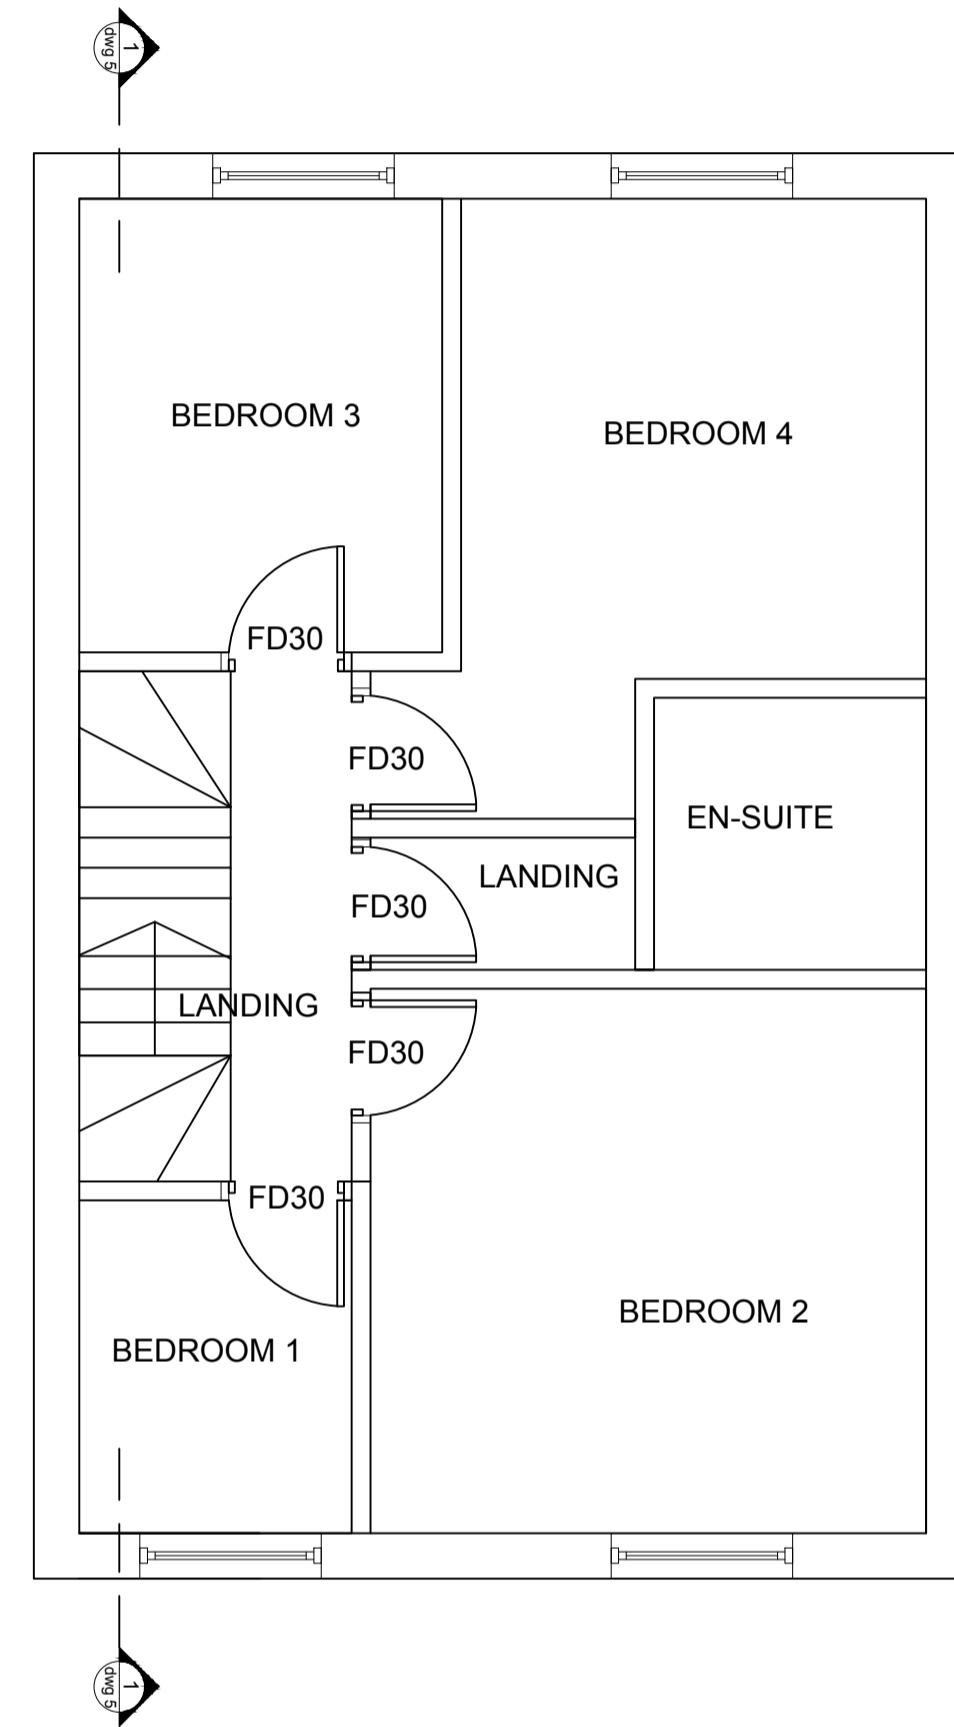 1
dwg 5
BEDROOM 3
BEDROOM 4
FD30
FD30
EN-SUITE
LANDING
FD30
LANDING
FD30
FD30
BEDROOM 2
BEDROOM 1
1
dwg 5